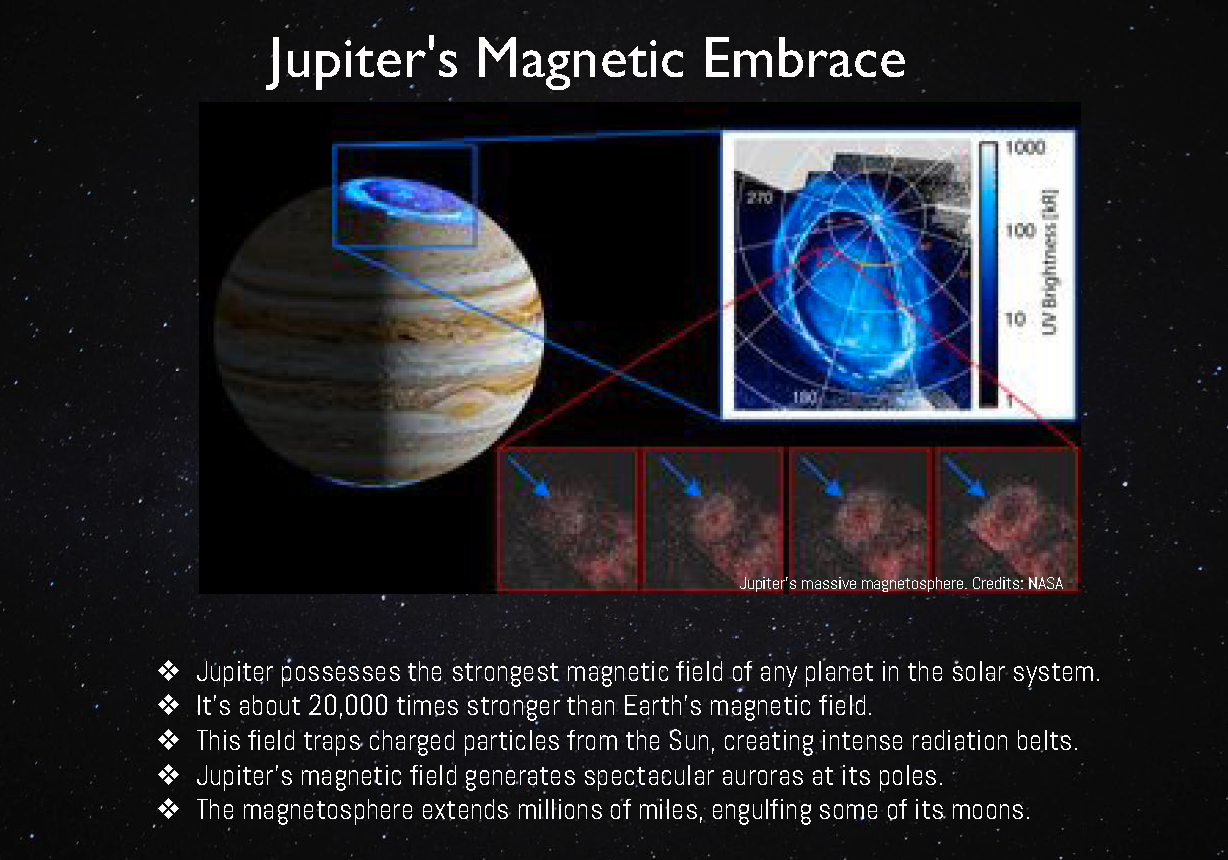 Jupiter's Magnetic Embrace
1000
270
100
UV Brightness [kR]
10
180
1
Jupiter's massive magnetosphere. Credits: NASA
❖ Jupiter possesses the strongest magnetic field of any planet in the solar system.
❖ It's about 20,000 times stronger than Earth's magnetic field.
❖ This field traps charged particles from the Sun, creating intense radiation belts.
❖ Jupiter's magnetic field generates spectacular auroras at its poles.
❖ The magnetosphere extends millions of miles, engulfing some of its moons.